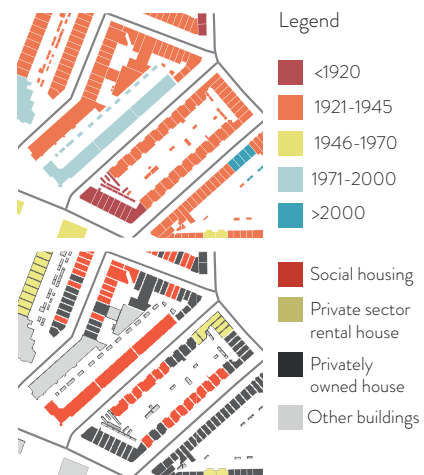 Legend
<1920
1921-1945
1946-1970
1971-2000
>2000
Social housing
Private sector
rental house
Privately
owned house
Other buildings